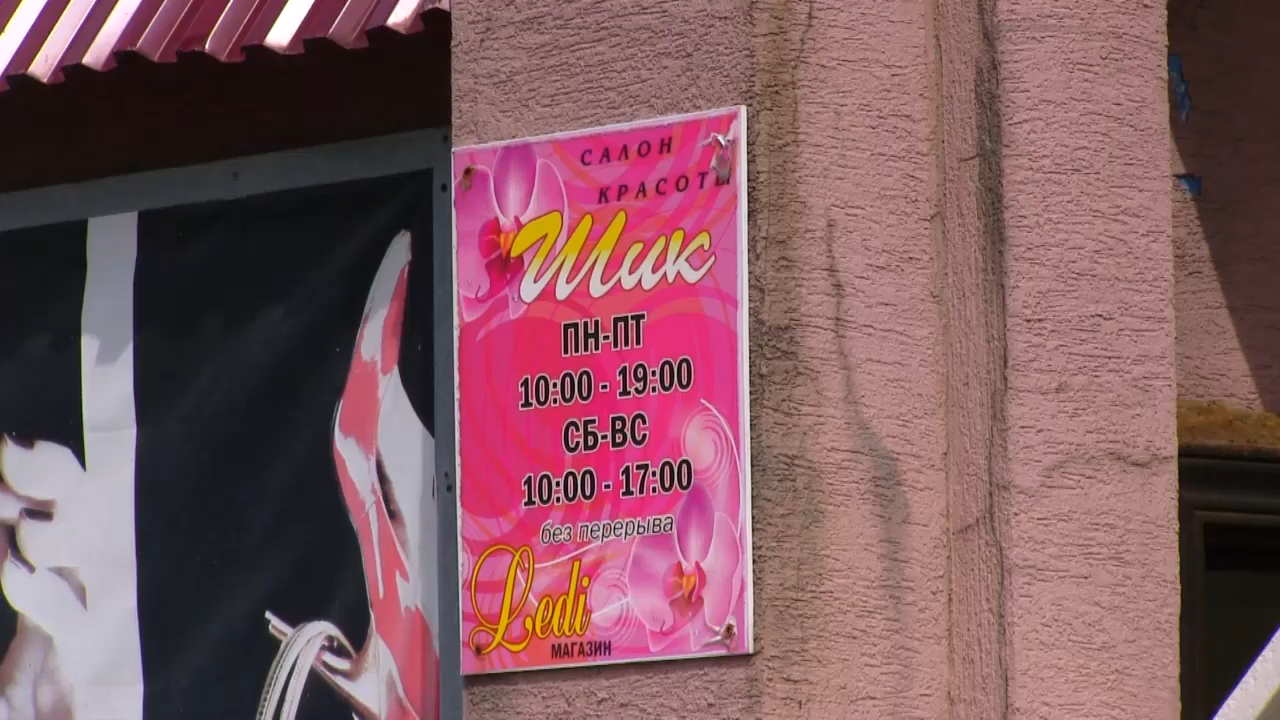 САЛОН
КРАСОТЫ
Шик
ПН-ПТ
10:00 - 19:00
СБ-ВС
10:00 - 17:00
без перерыва
Ledi
МАГАЗИН